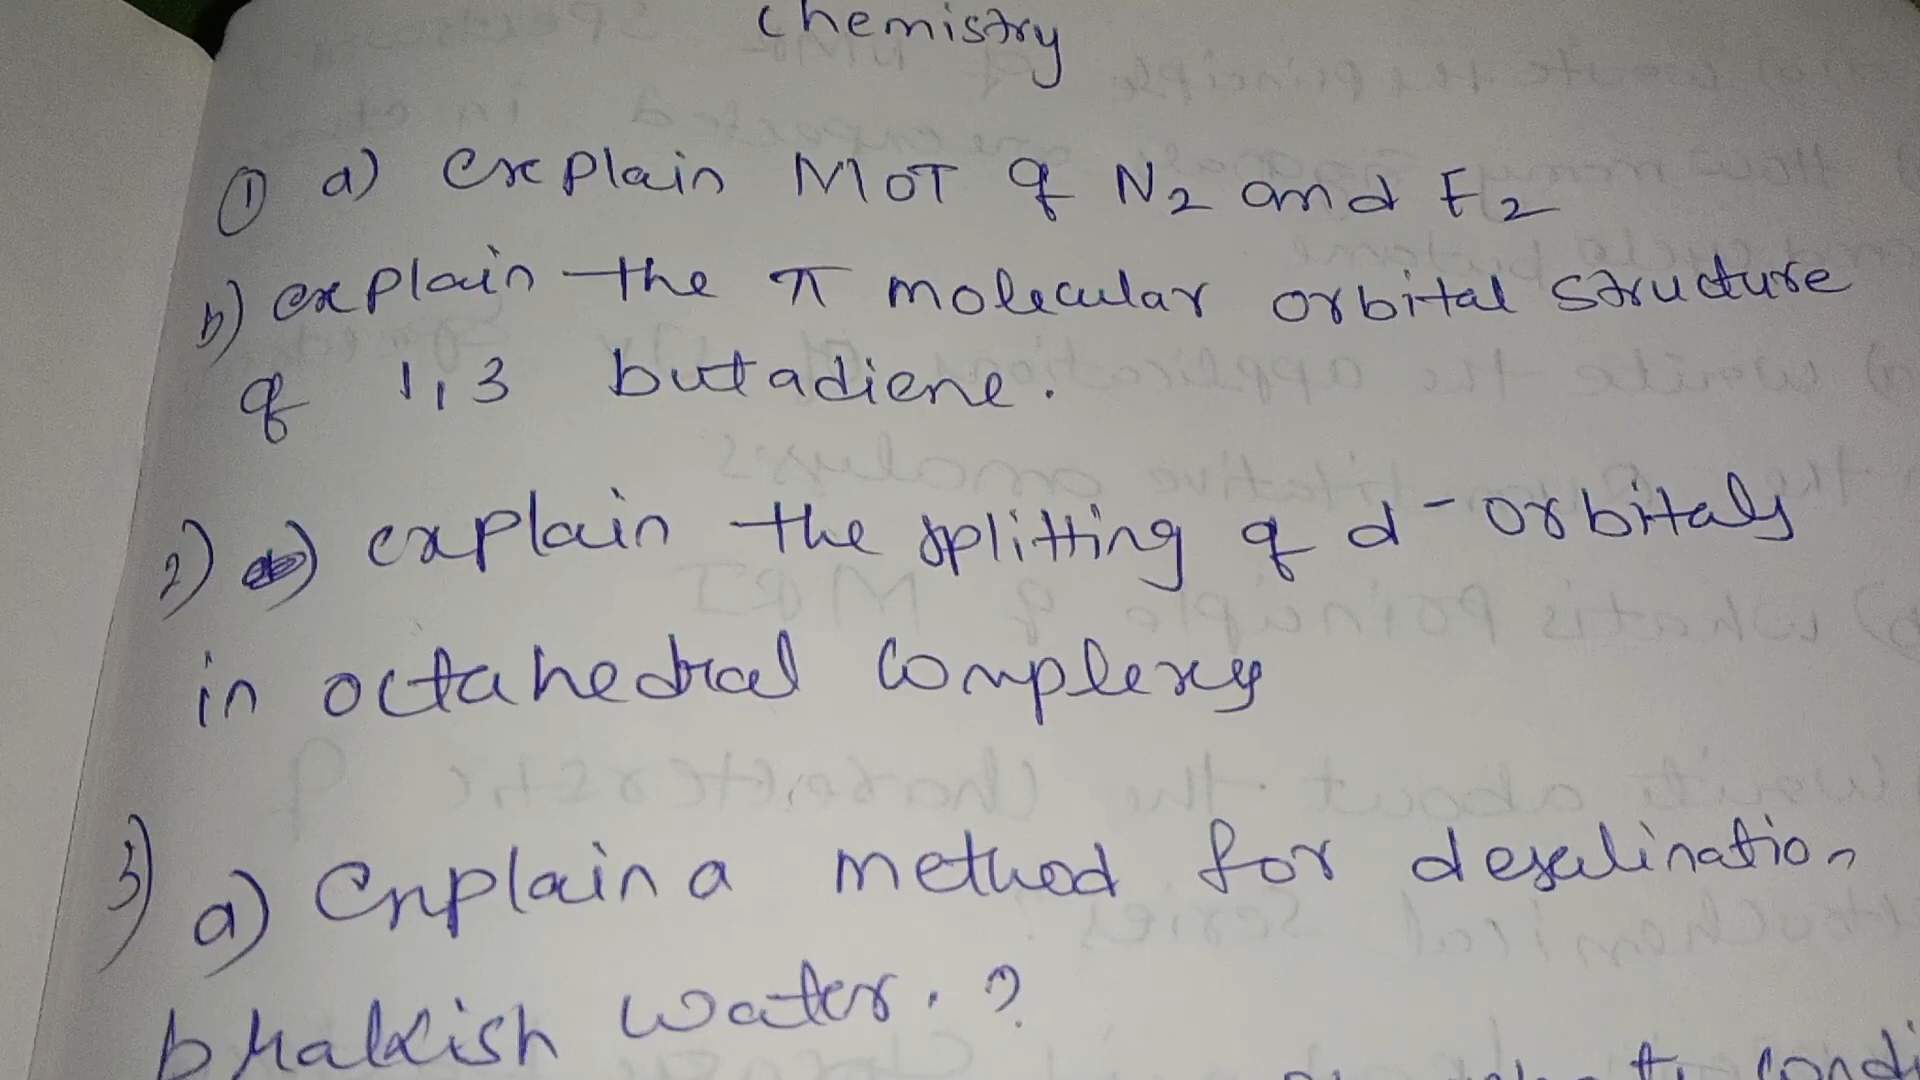 chemistry
① a) explain MOT of N2 and F2
b) explain the π molecular orbital structure
of 1,3 butadiene.
2) explain the splitting of d-orbitals
in octahedral complexes
3) a) Explain a method for desalination
brakish water.?